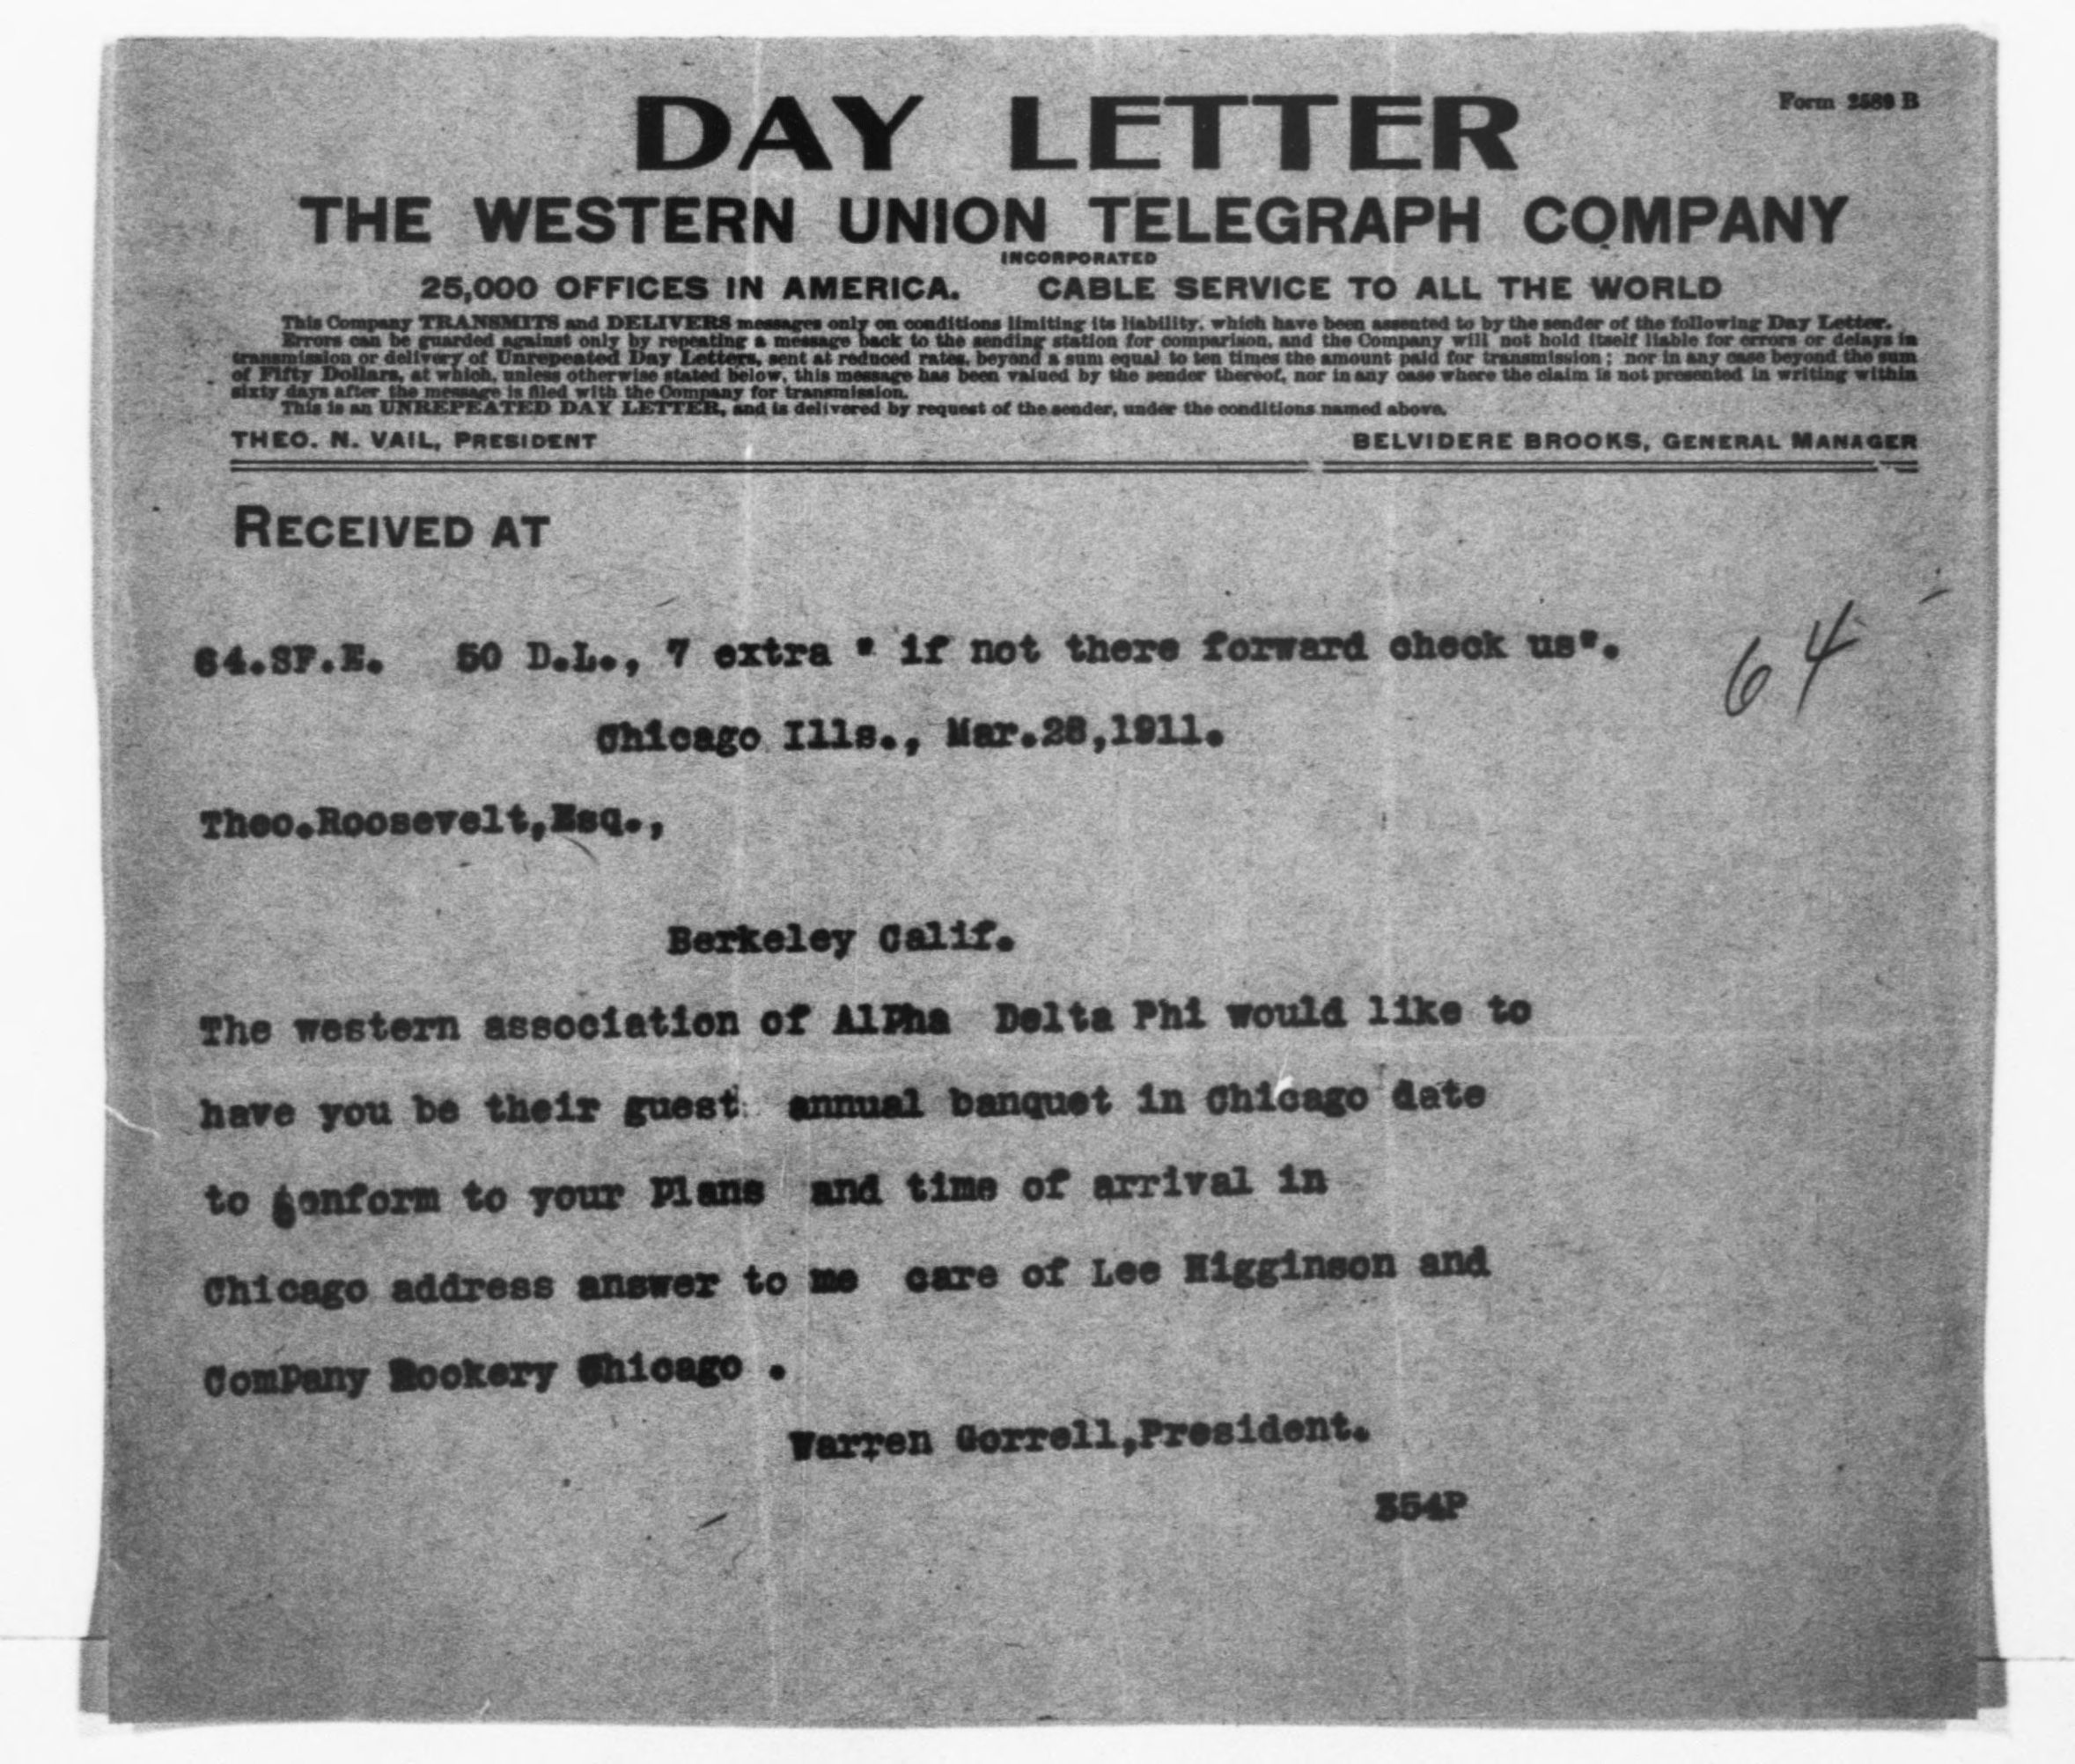 DAY LETTER
Form 2589 B
THE WESTERN UNION TELEGRAPH COMPANY
INCORPORATED
25,000 OFFICES IN AMERICA. CABLE SERVICE TO ALL THE WORLD
This Company TRANSMITS and DELIVERS messages only on conditions limiting its liability, which have been assented to by the sender of the following Day Letter.
Errors can be guarded against only by repeating a message back to the sending station for comparison, and the Company will not hold itself liable for errors or delays in
transmission or delivery of Unrepeated Day Letters, sent at reduced rates, beyond a sum equal to ten times the amount paid for transmission; nor in any case beyond the sum
of Fifty Dollars, at which, unless otherwise stated below, this message has been valued by the sender thereof, nor in any case where the claim is not presented in writing within
sixty days after the message is filed with the Company for transmission.
This is an UNREPEATED DAY LETTER, and is delivered by request of the sender, under the conditions named above.
THEO. N. VAIL, PRESIDENT BELVIDERE BROOKS, GENERAL MANAGER
RECEIVED AT
64.SF.E. 50 D.L., 7 extra " if not there forward check us".
64
Chicago Ills., Mar.28,1911.
Theo.Roosevelt,Esq.,
Berkeley Calif.
The western association of AlPha Delta Phi would like to
have you be their guest annual banquet in Chicago date
to conform to your Plans and time of arrival in
Chicago address answer to me care of Lee Higginson and
ComPany Rookery Chicago .
Warren Gorrell,President.
354P